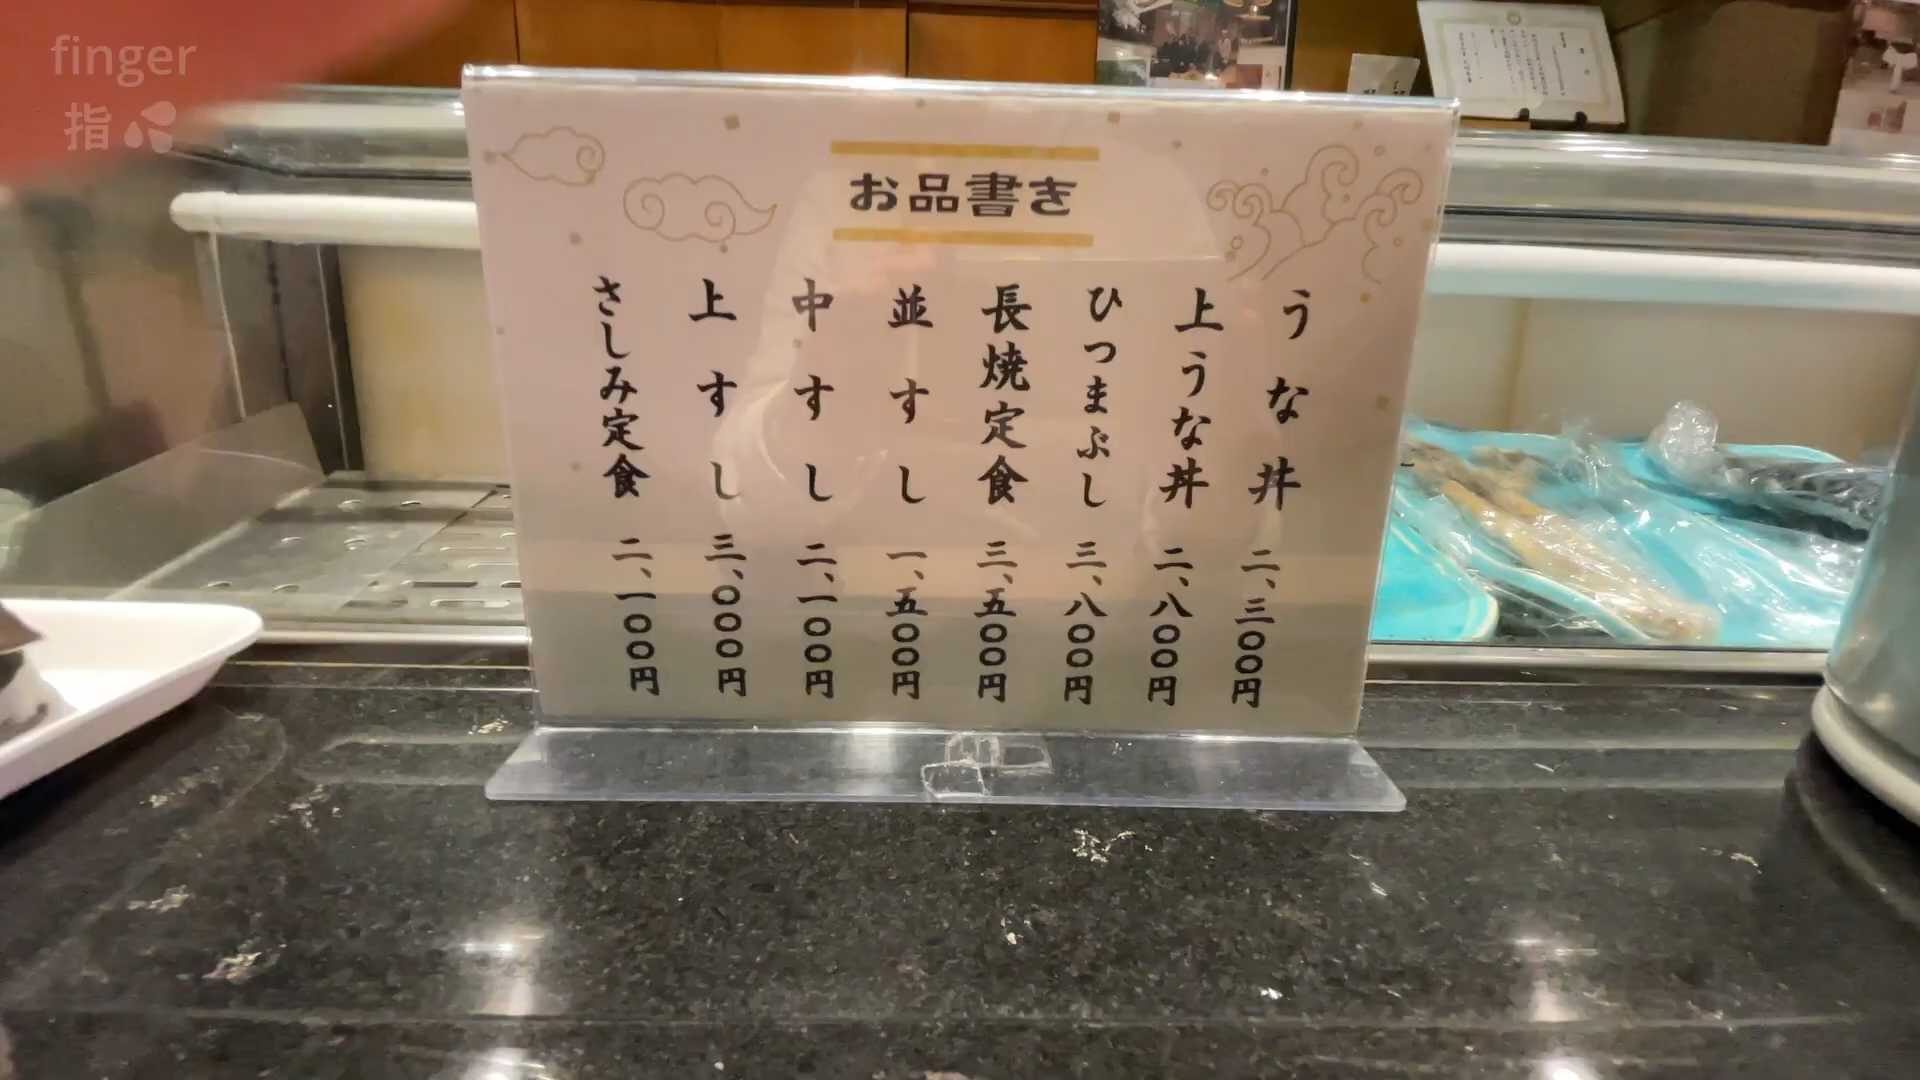 finger
指💦
お品書き
うな丼 二、三〇〇円
上うな丼 二、八〇〇円
ひつまぶし 三、八〇〇円
長焼定食 三、五〇〇円
並すし 一、五〇〇円
中すし 二、一〇〇円
上すし 三、〇〇〇円
さしみ定食 二、一〇〇円